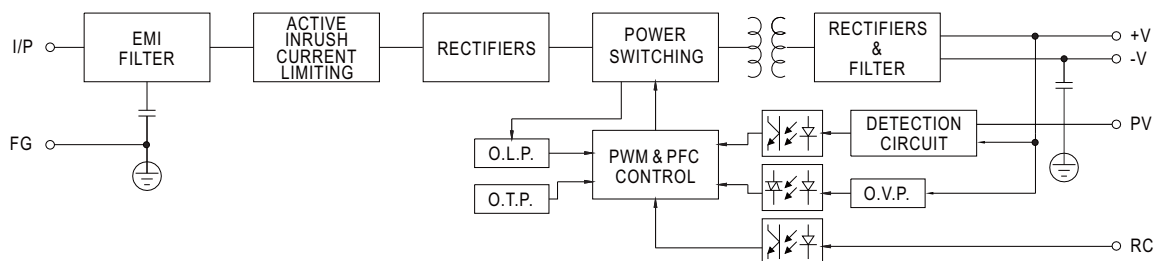 I/P
EMI
FILTER
ACTIVE
INRUSH
CURRENT
LIMITING
RECTIFIERS
POWER
SWITCHING
RECTIFIERS
&
FILTER
+V
-V
FG
O.L.P.
O.T.P.
PWM & PFC
CONTROL
DETECTION
CIRCUIT
PV
O.V.P.
RC